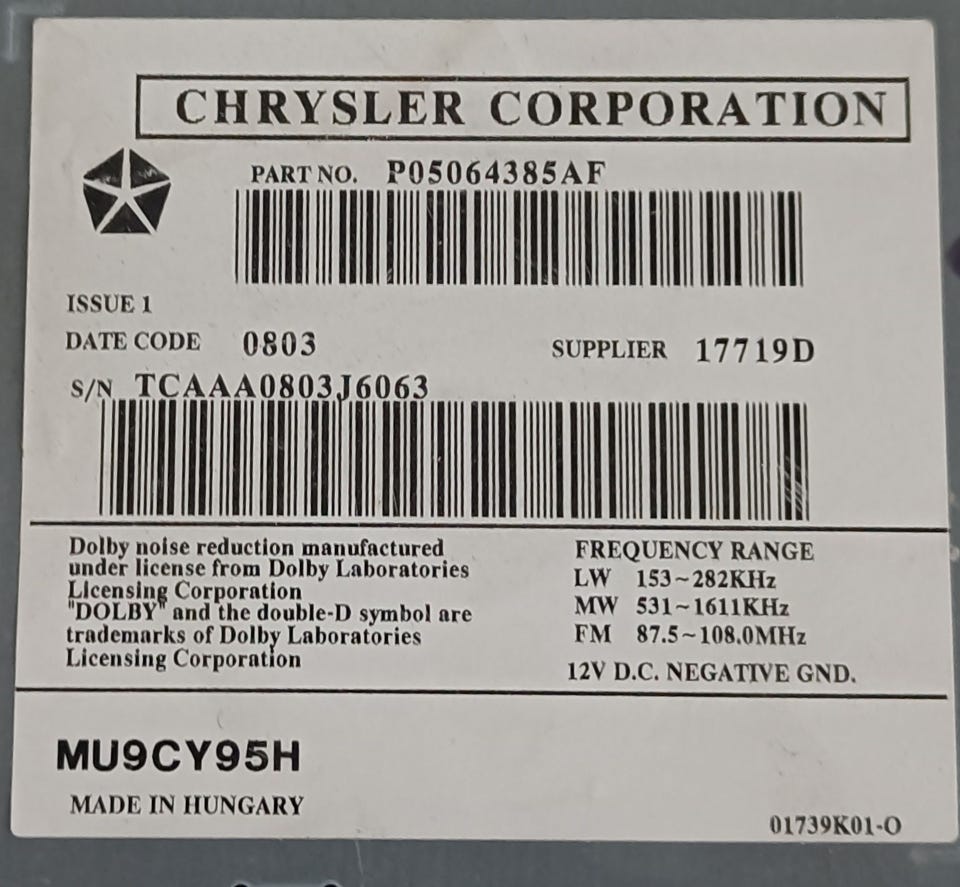 CHRYSLER CORPORATION
PART NO. P05064385AF
ISSUE 1
DATE CODE 0803
SUPPLIER 17719D
S/N TCAAA0803J6063
Dolby noise reduction manufactured
under license from Dolby Laboratories
Licensing Corporation
"DOLBY" and the double-D symbol are
trademarks of Dolby Laboratories
Licensing Corporation
FREQUENCY RANGE
LW 153~282KHz
MW 531~1611KHz
FM 87.5~108.0MHz
12V D.C. NEGATIVE GND.
MU9CY95H
MADE IN HUNGARY
01739K01-O